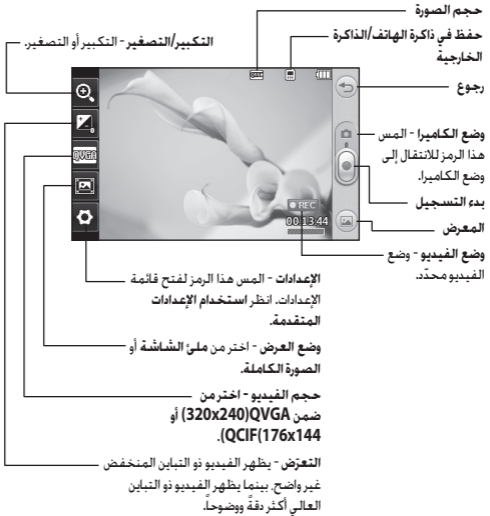 حجم الصورة
حفظ في ذاكرة الهاتف/الذاكرة
الخارجية
التكبير/التصغير - التكبير أو التصغير.
رجوع
وضع الكاميرا - المس
هذا الرمز للانتقال إلى
وضع الكاميرا.
بدء التسجيل
المعرض
وضع الفيديو - وضع
الفيديو محدّد.
QVGA
REC
00:13:44
الإعدادات - المس هذا الرمز لفتح قائمة
الإعدادات. انظر استخدام الإعدادات
المتقدمة.
وضع العرض - اختر من ملئ الشاشة أو
الصورة الكاملة.
حجم الفيديو - اختر من
ضمن QVGA(320x240) أو
QCIF(176x144).
التعرّض - يظهر الفيديو ذو التباين المنخفض
غير واضح. بينما يظهر الفيديو ذو التباين
العالي أكثر دقةً ووضوحاً.